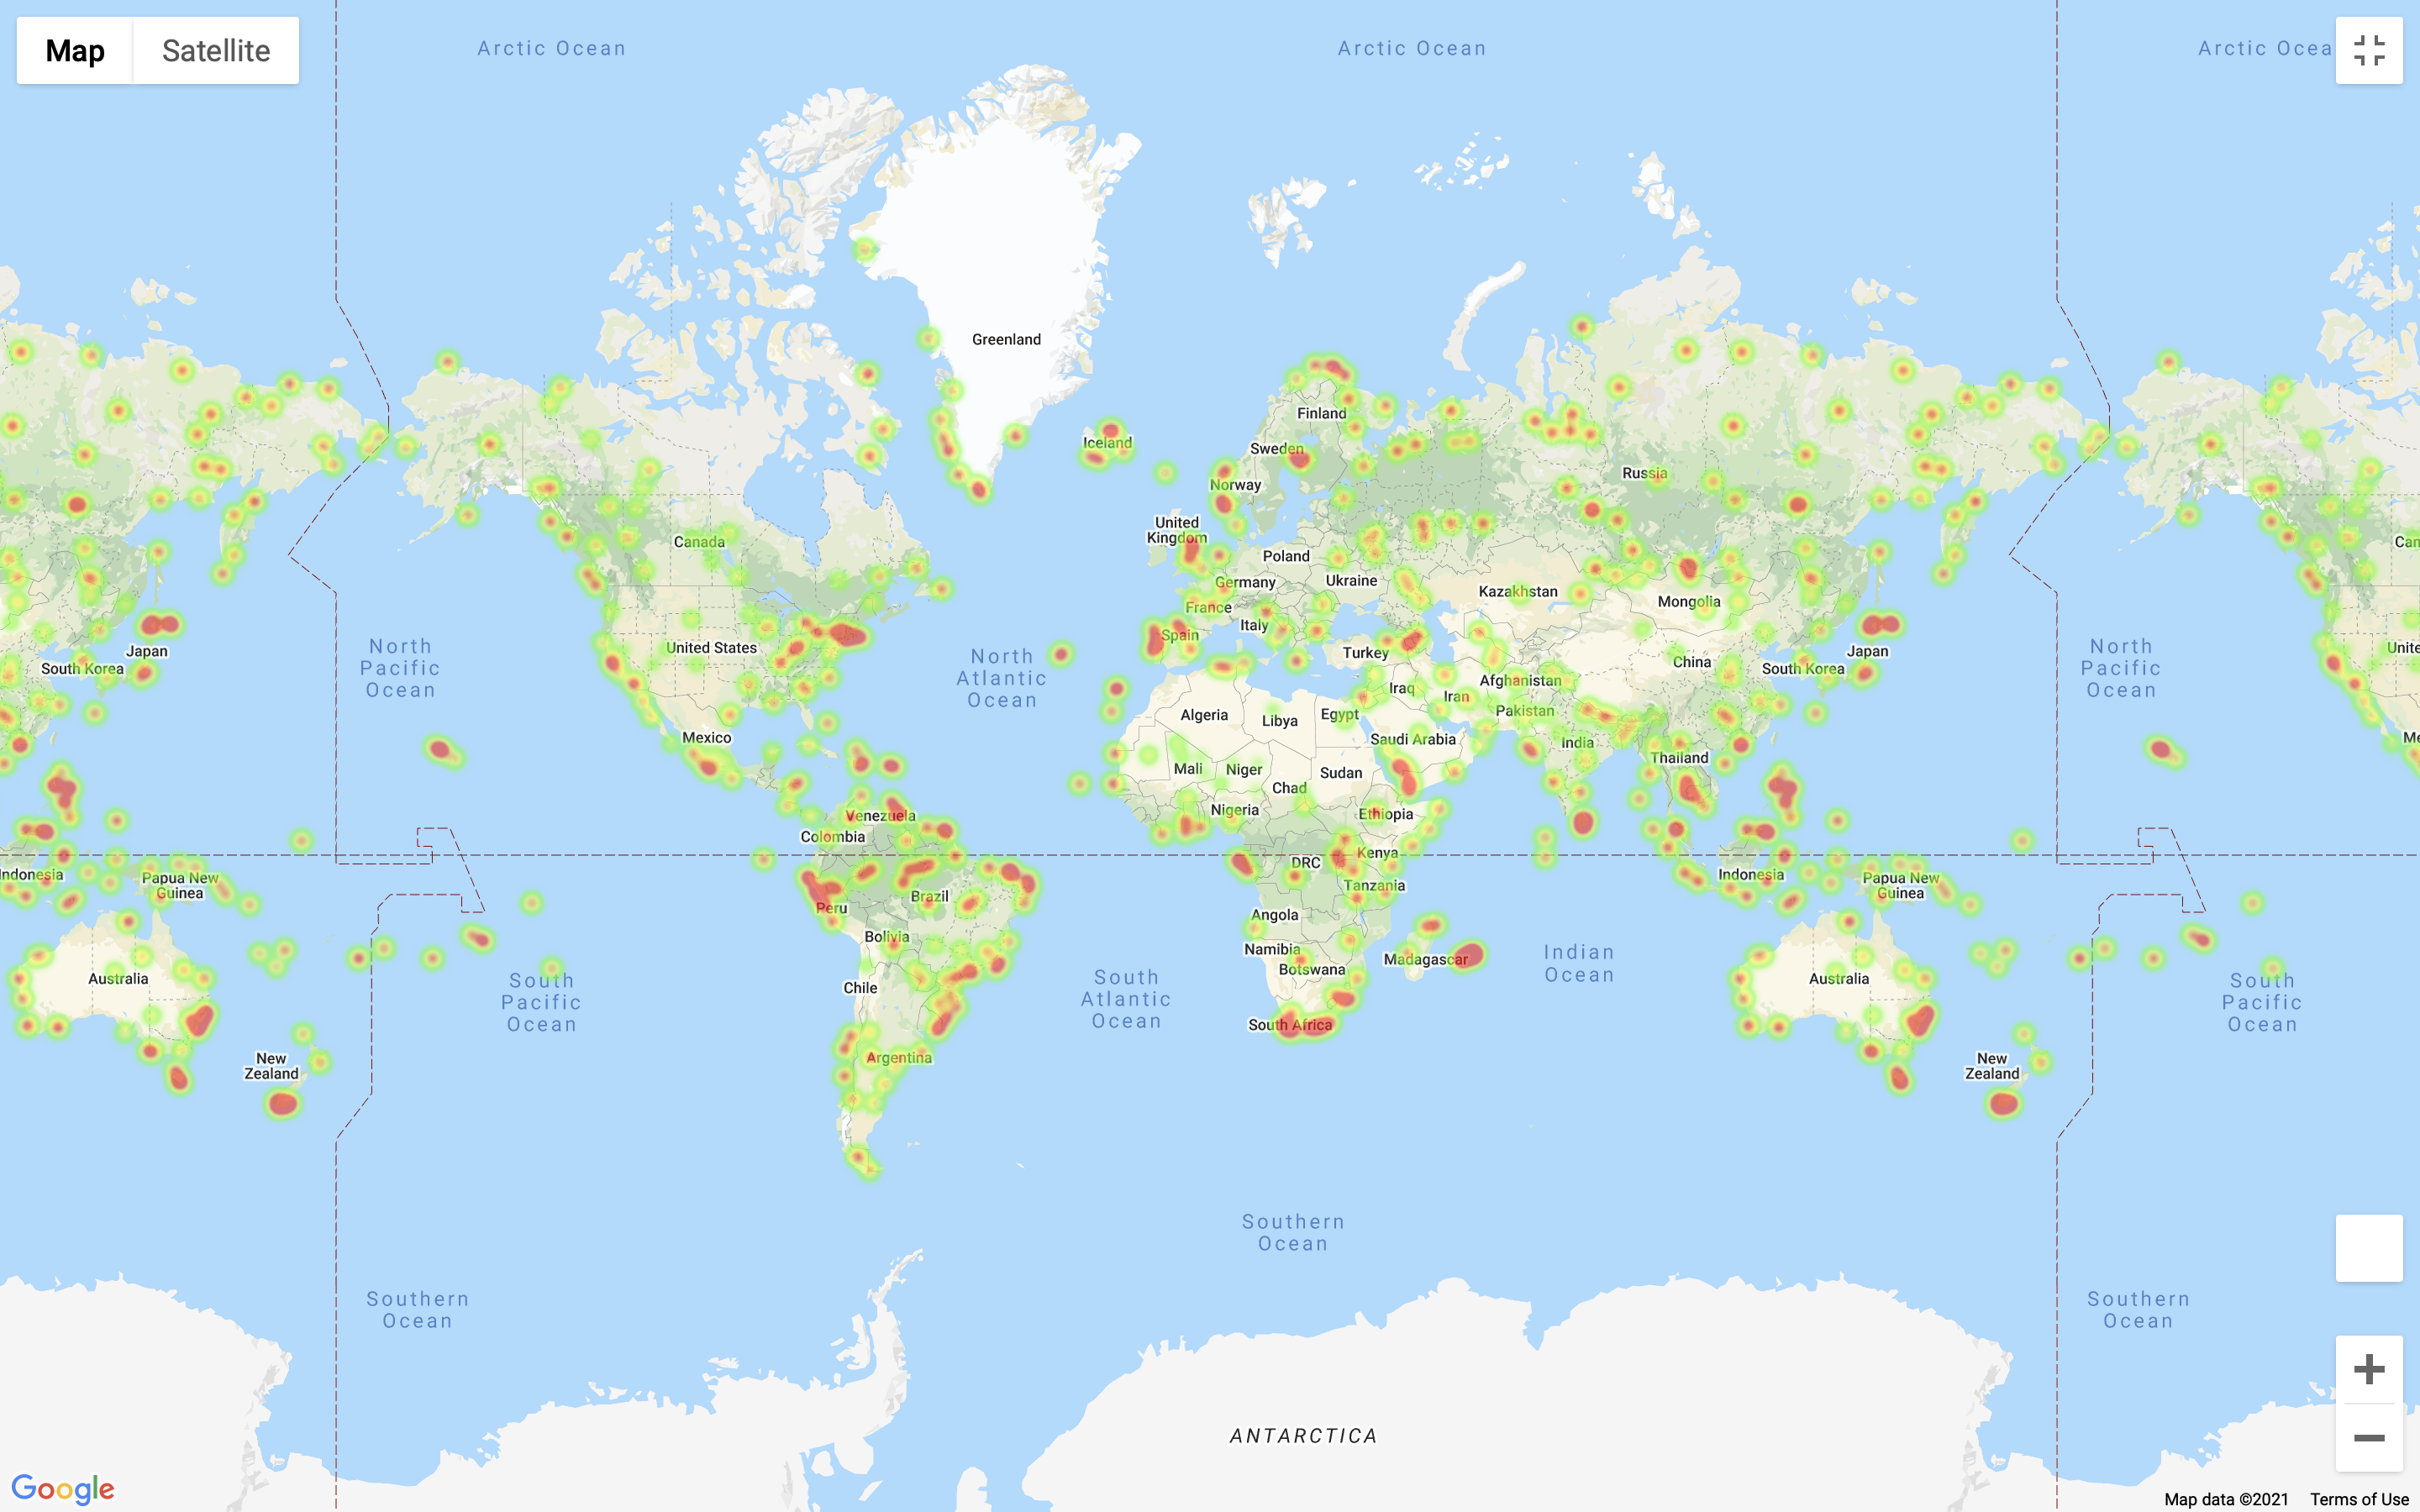 Map
Satellite
Arctic Ocean
Arctic Ocean
Arctic Ocea
Greenland
Finland
Iceland
Sweden
Russia
Norway
United
Kingdom
Canada
Can
Poland
Germany
Ukraine
Kazakhstan
Mongolia
France
Italy
Spain
United States
Unite
North
Pacific
Ocean
North
Atlantic
Ocean
North
Pacific
Ocean
Japan
South Korea
Turkey
China
Japan
South Korea
Afghanistan
Iraq
Iran
Pakistan
Algeria
Libya
Egypt
Mexico
Me
Saudi Arabia
India
Thailand
Mali
Niger
Sudan
Chad
Nigeria
Ethiopia
Venezuela
Colombia
DRC
Kenya
Indonesia
Papua New
Guinea
Tanzania
Indonesia
Papua New
Guinea
Brazil
Peru
Angola
Bolivia
Namibia
Botswana
Madagascar
Indian
Ocean
Australia
Australia
South
Pacific
Ocean
Chile
South
Atlantic
Ocean
South
Pacific
Ocean
South Africa
Argentina
New
Zealand
New
Zealand
Southern
Ocean
Southern
Ocean
Southern
Ocean
ANTARCTICA
Google
Map data ©2021
Terms of Use